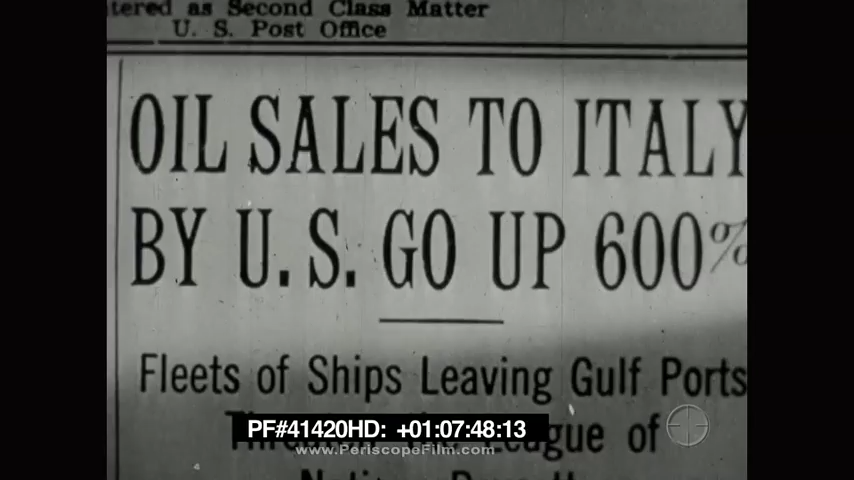 tered as Second Class Matter
U. S. Post Office
OIL SALES TO ITALY
BY U.S. GO UP 600%
Fleets of Ships Leaving Gulf Ports
League of
PF#41420HD: +01:07:48:13
www.PeriscopeFilm.com